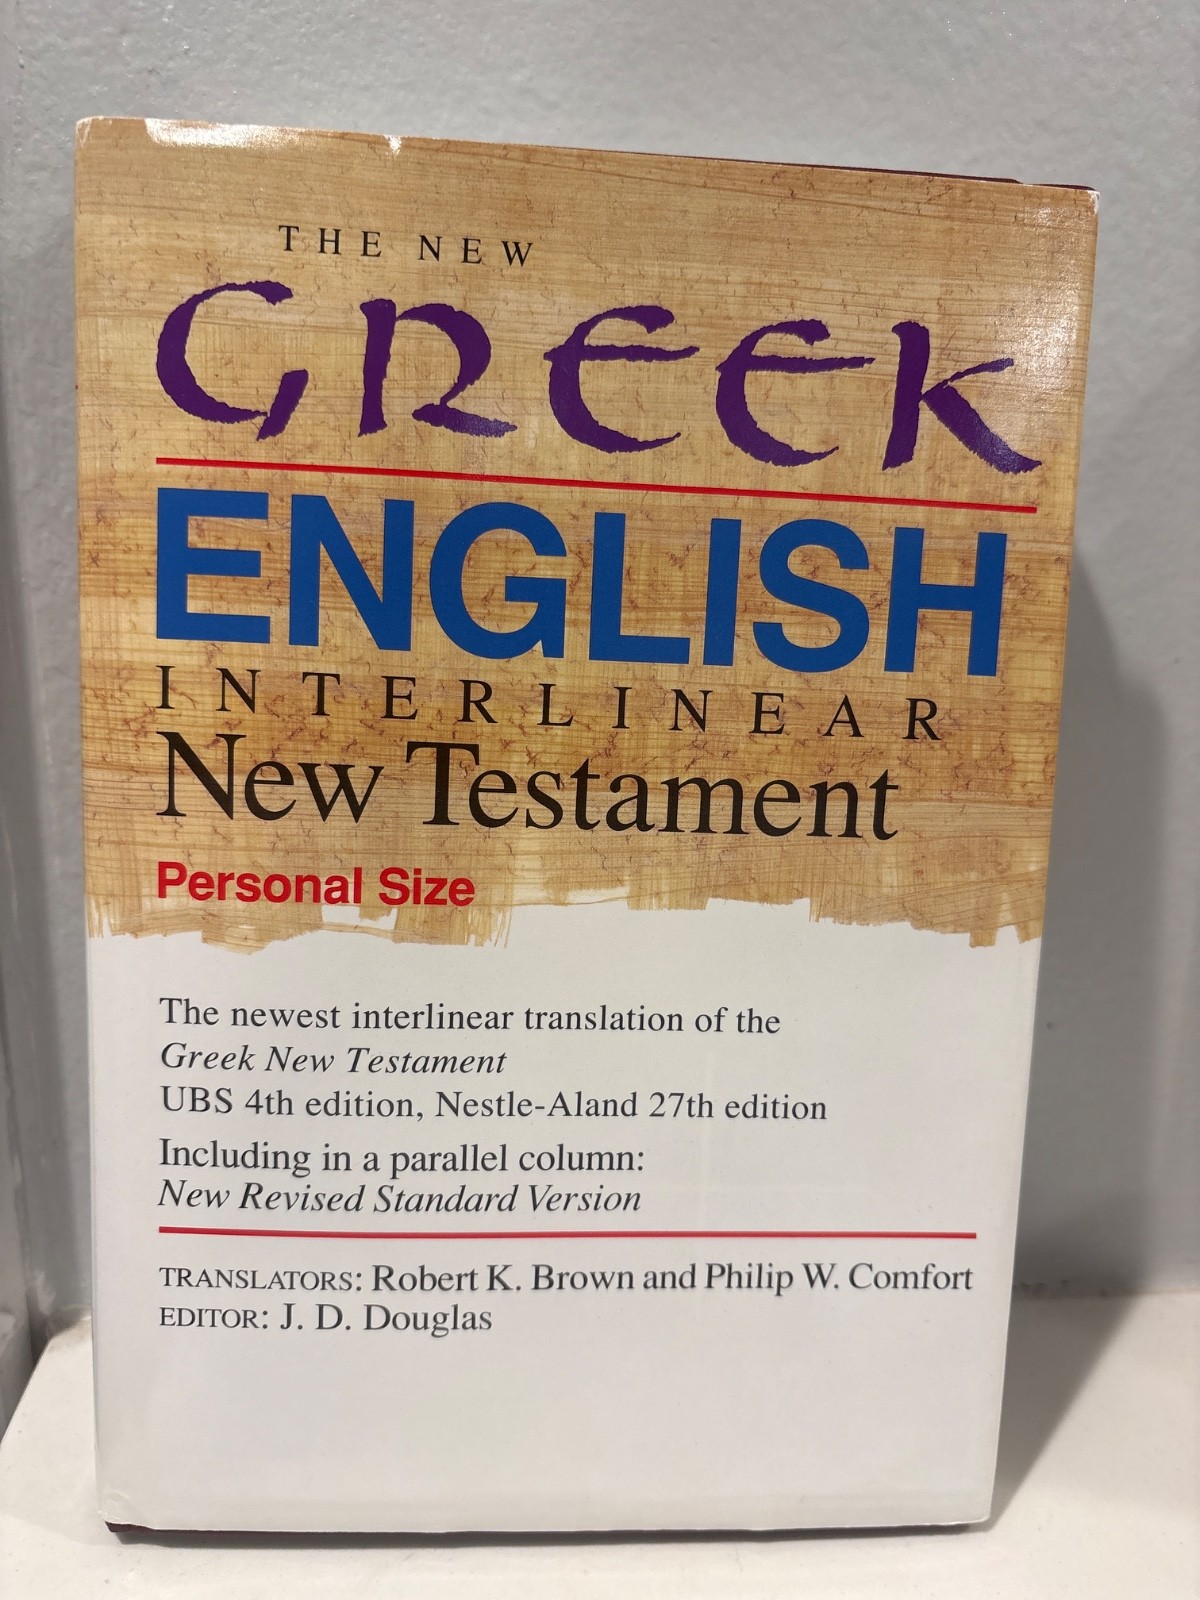 THE NEW
GREEK
ENGLISH
INTERLINEAR
New Testament
Personal Size
The newest interlinear translation of the
Greek New Testament
UBS 4th edition, Nestle-Aland 27th edition
Including in a parallel column:
New Revised Standard Version
TRANSLATORS: Robert K. Brown and Philip W. Comfort
EDITOR: J. D. Douglas